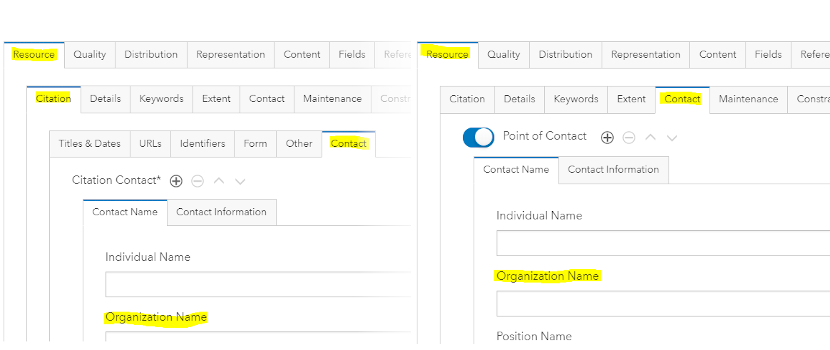 Resource Quality Distribution Representation Content Fields
Citation Details Keywords Extent Contact Maintenance
Titles & Dates URLs Identifiers Form Other Contact
Citation Contact*
Contact Name Contact Information
Individual Name
Organization Name
Resource Quality Distribution Representation Content Fields Refere
Citation Details Keywords Extent Contact Maintenance Constra
Point of Contact
Contact Name Contact Information
Individual Name
Organization Name
Position Name